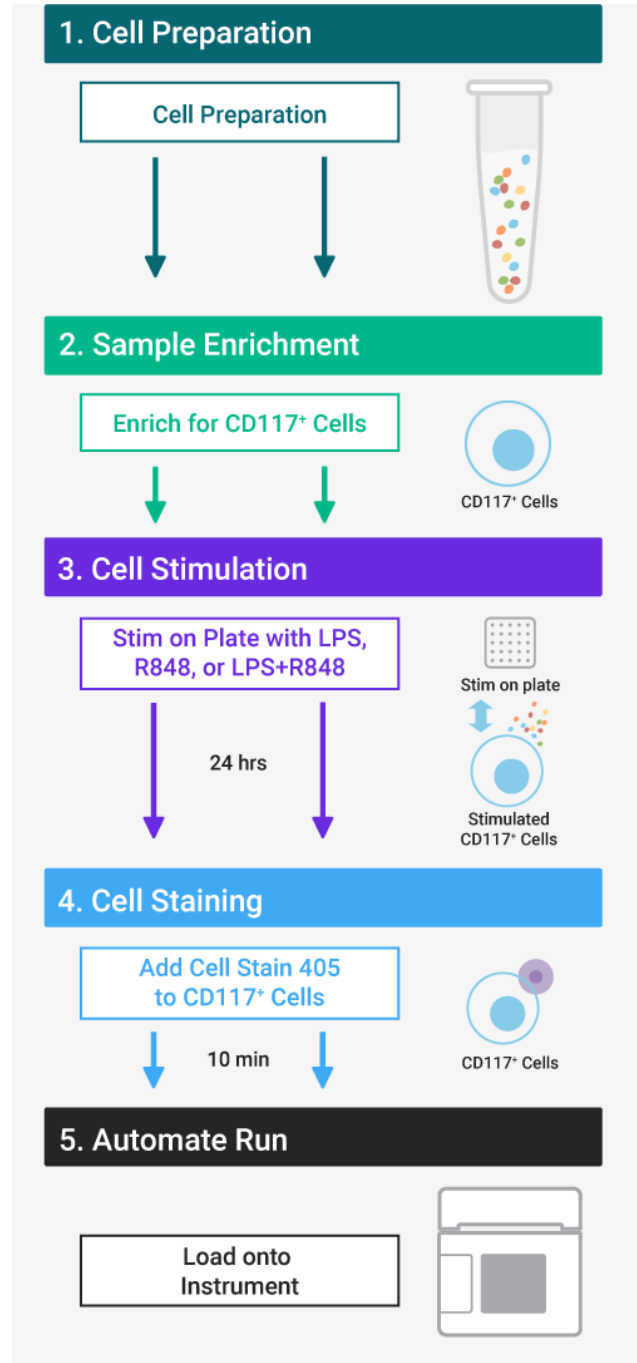 1. Cell Preparation
Cell Preparation
2. Sample Enrichment
Enrich for CD117⁺ Cells
CD117⁺ Cells
3. Cell Stimulation
Stim on Plate with LPS,
R848, or LPS+R848
Stim on plate
24 hrs
Stimulated
CD117⁺ Cells
4. Cell Staining
Add Cell Stain 405
to CD117⁺ Cells
10 min
CD117⁺ Cells
5. Automate Run
Load onto
Instrument